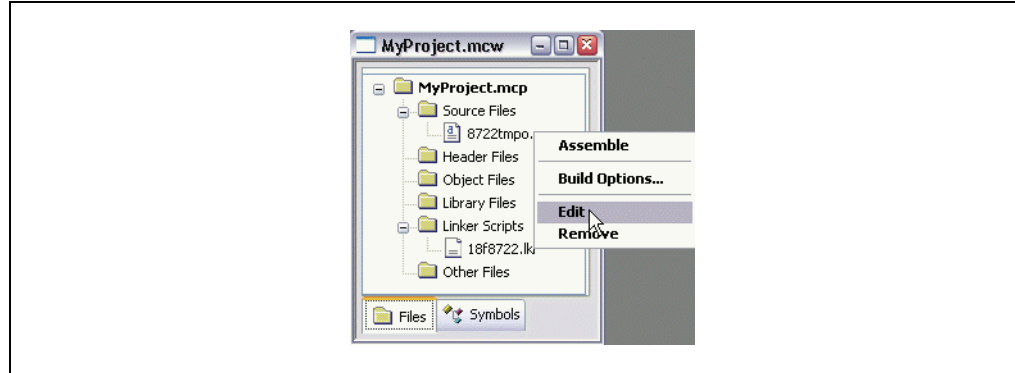 MyProject.mcw
MyProject.mcp
Source Files
8722tmpo.
Assemble
Header Files
Object Files
Build Options...
Library Files
Edit
Linker Scripts
Remove
18f8722.lk
Other Files
Files
Symbols